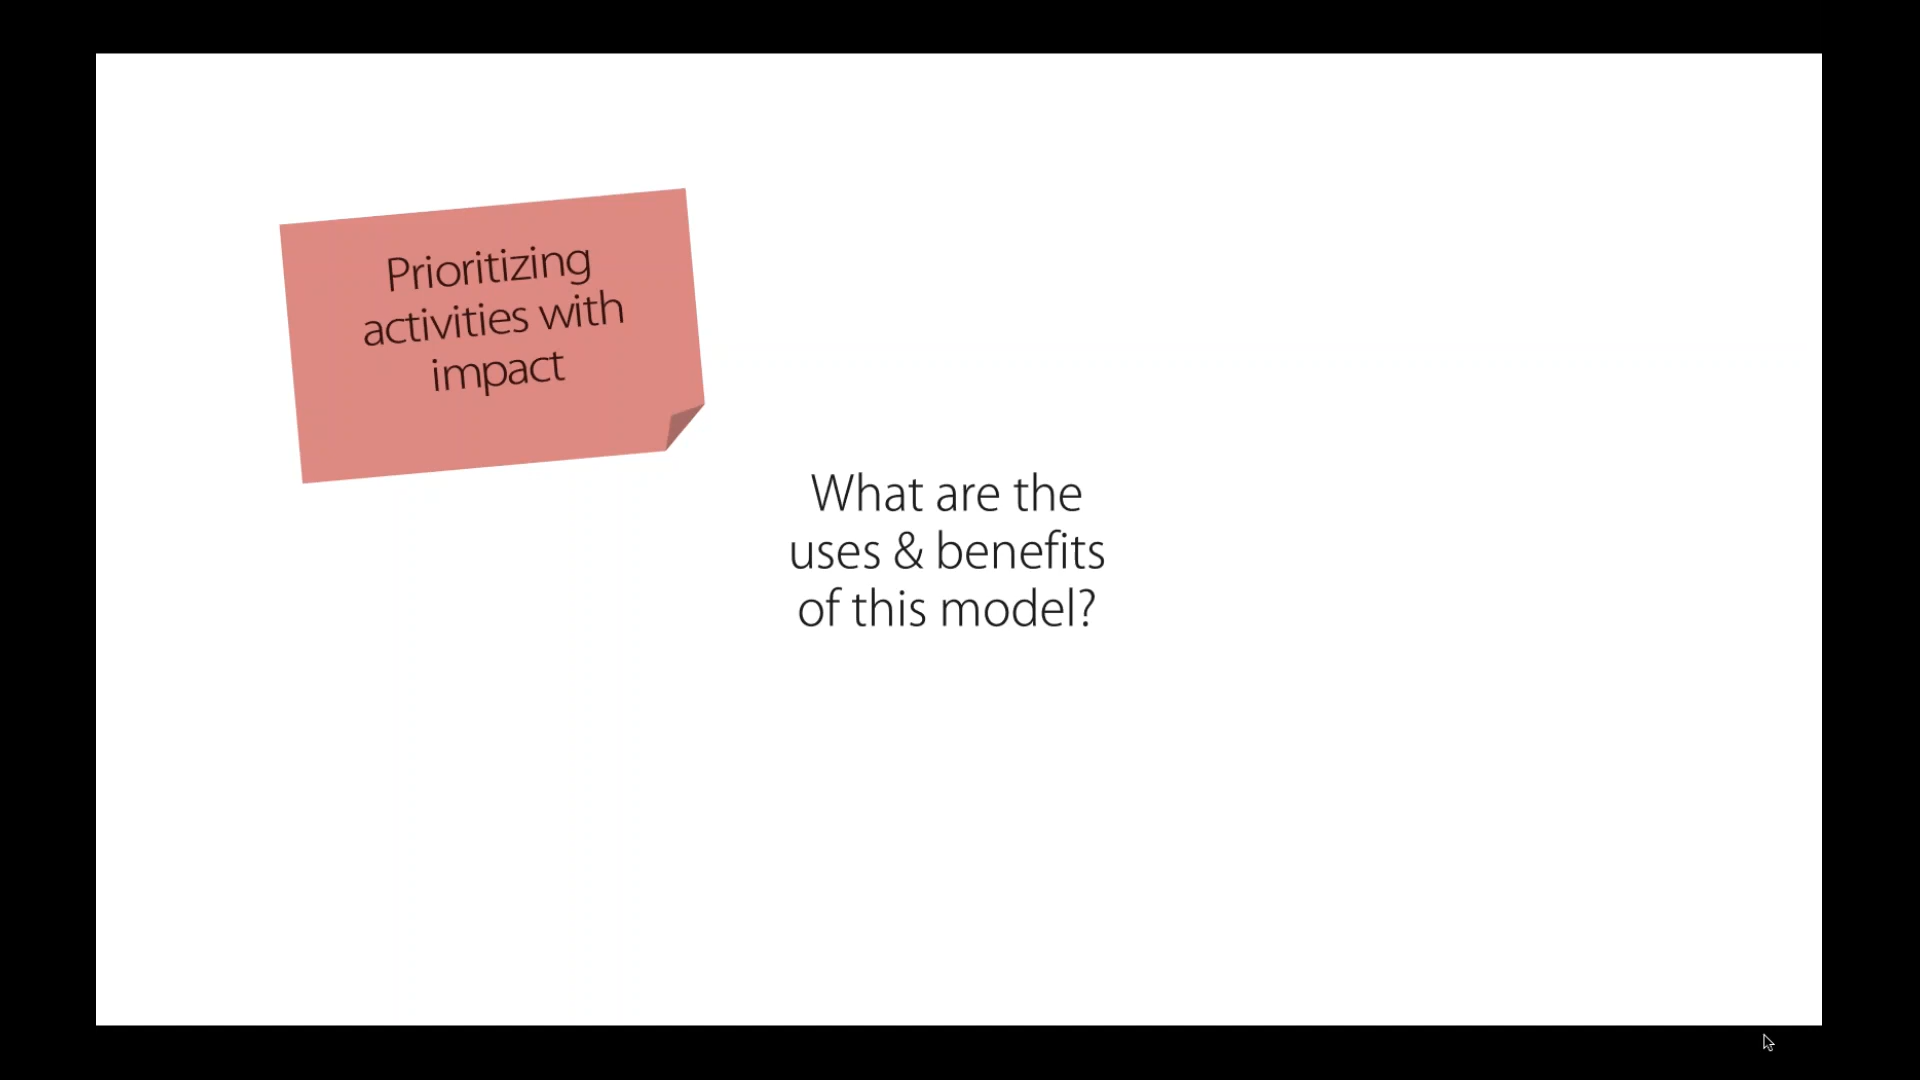 Prioritizing
activities with
impact
What are the
uses & benefits
of this model?